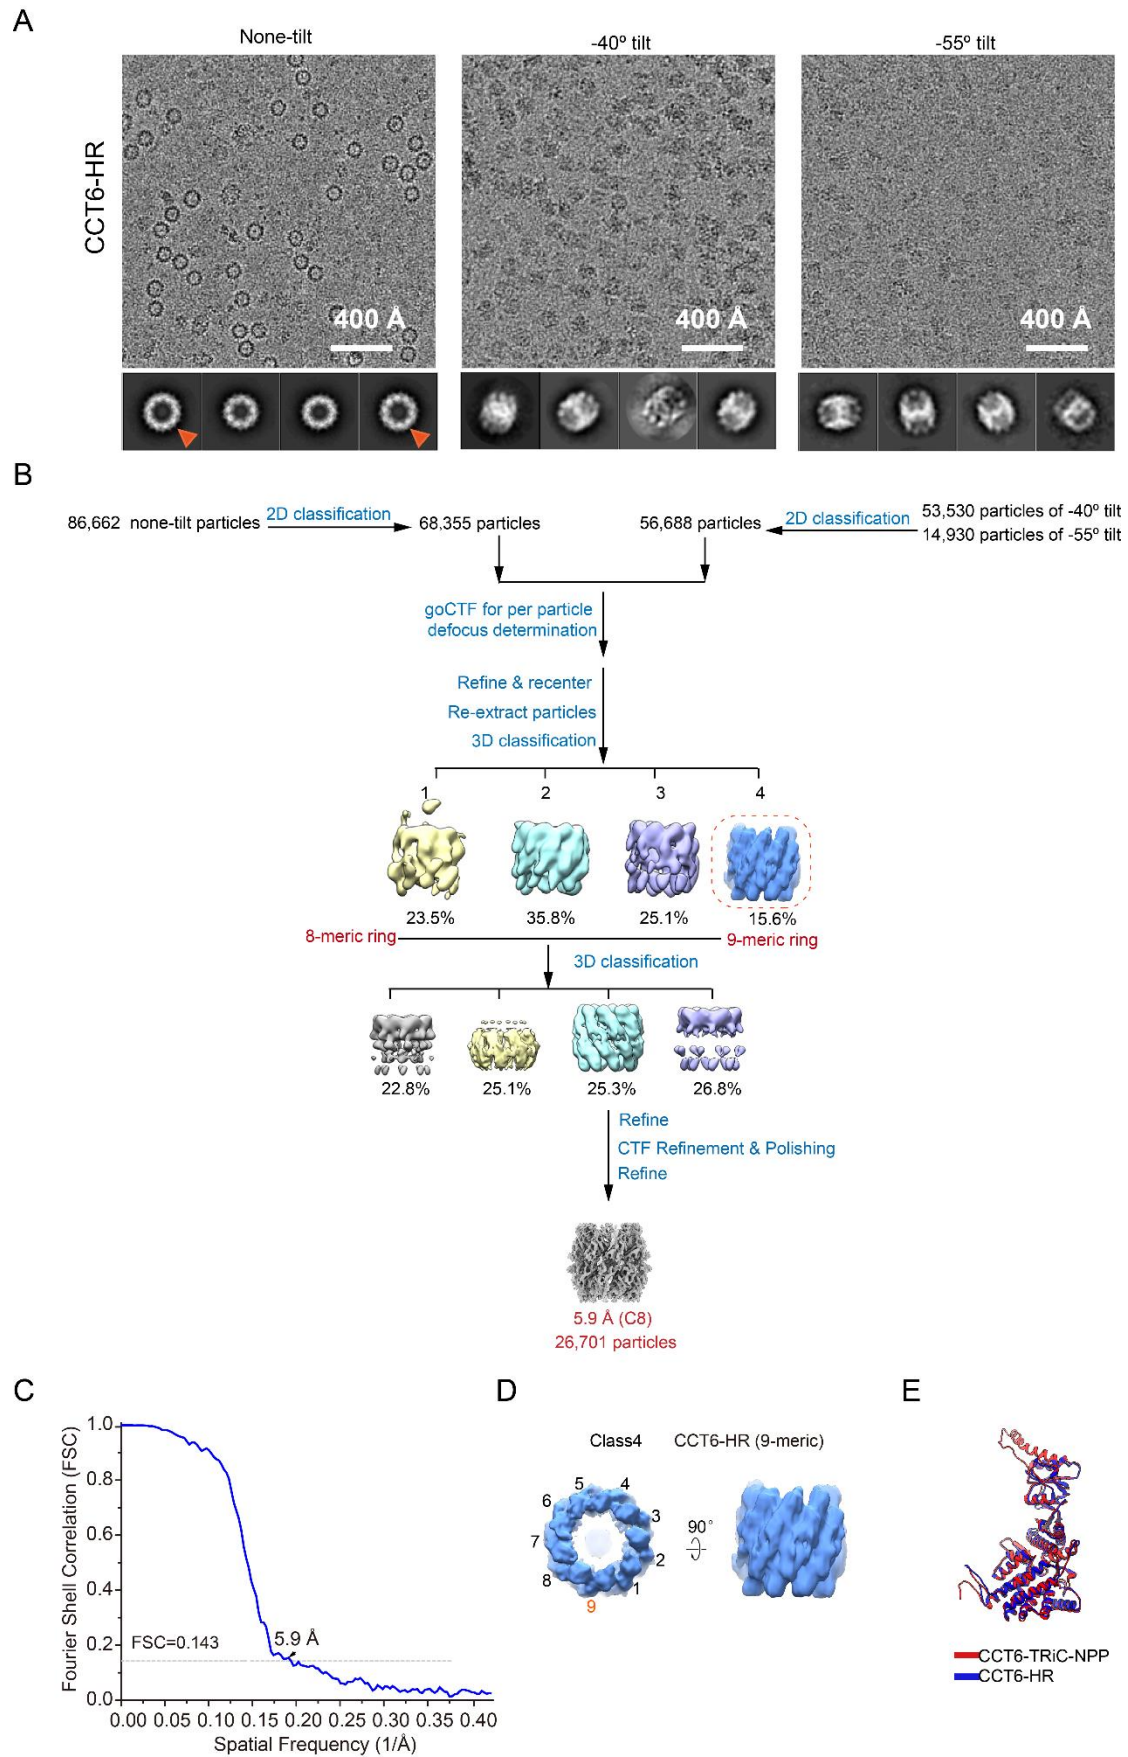 A
None-tilt
-40º tilt
-55º tilt
CCT6-HR
400 Å
400 Å
400 Å
B
86,662 none-tilt particles
2D classification
68,355 particles
56,688 particles
2D classification
53,530 particles of -40º tilt
14,930 particles of -55º tilt
goCTF for per particle
defocus determination
Refine & recenter
Re-extract particles
3D classification
1
2
3
4
23.5%
35.8%
25.1%
15.6%
8-meric ring
9-meric ring
3D classification
22.8%
25.1%
25.3%
26.8%
Refine
CTF Refinement & Polishing
Refine
5.9 Å (C8)
26,701 particles
C
Fourier Shell Correlation (FSC)
1.0
0.8
0.6
0.4
0.2
0.0
FSC=0.143
5.9 Å
0.00 0.05 0.10 0.15 0.20 0.25 0.30 0.35 0.40
Spatial Frequency (1/Å)
D
Class4
CCT6-HR (9-meric)
5
4
6
3
7
2
8
1
9
90°
E
CCT6-TRiC-NPP
CCT6-HR